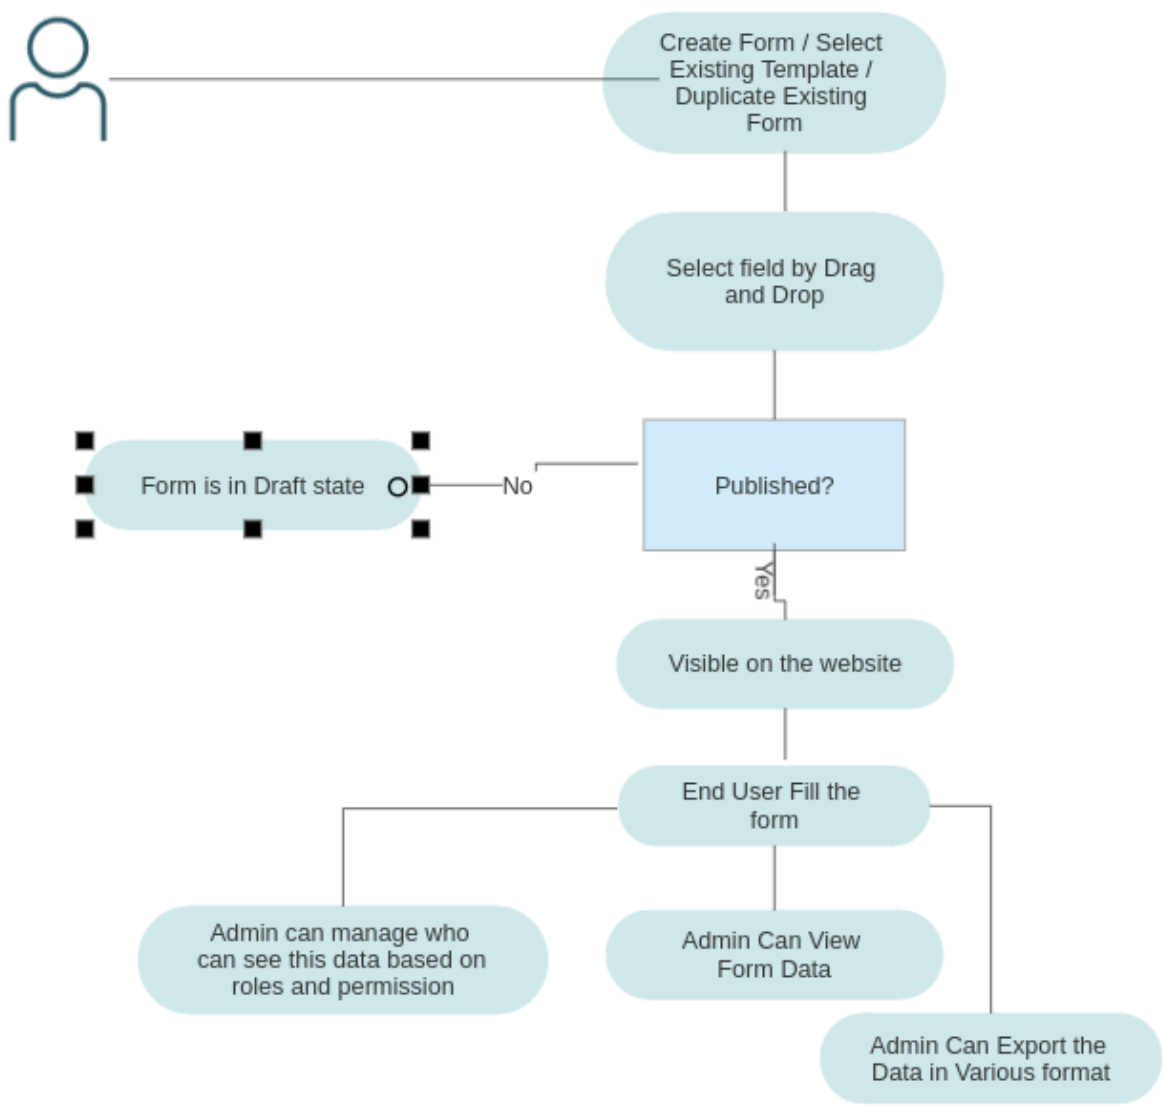 Create Form / Select
Existing Template /
Duplicate Existing
Form
Select field by Drag
and Drop
Form is in Draft state
No
Published?
Yes
Visible on the website
End User Fill the
form
Admin can manage who
can see this data based on
roles and permission
Admin Can View
Form Data
Admin Can Export the
Data in Various format